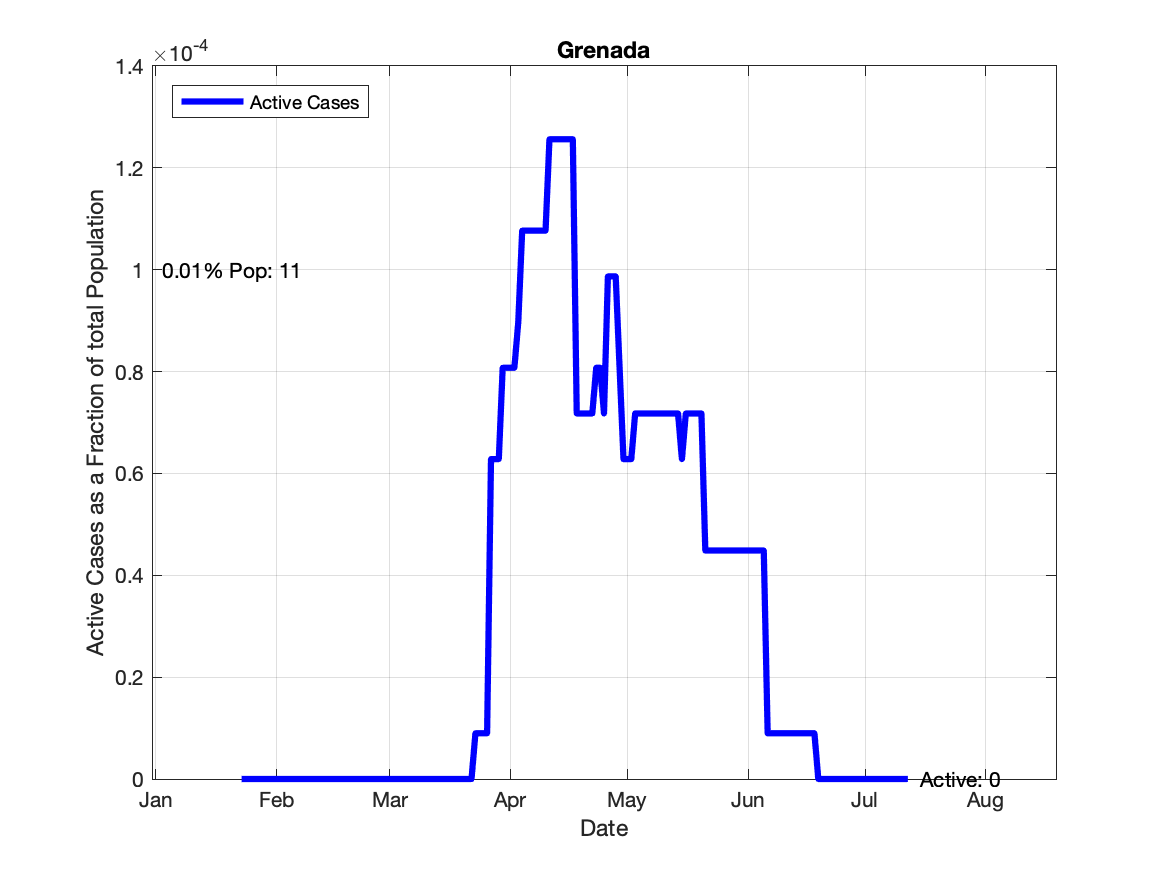 Grenada
×10-4
1.4
1.2
1
0.8
0.6
0.4
0.2
0
Active Cases
0.01% Pop: 11
Active: 0
Jan Feb Mar Apr May Jun Jul Aug
Date
Active Cases as a Fraction of total Population